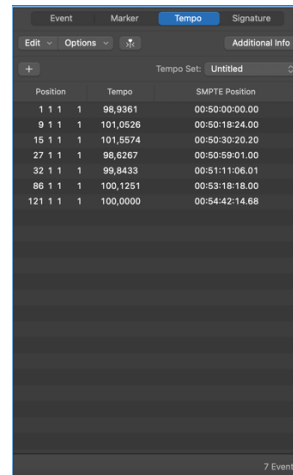 Event Marker Tempo Signature
Edit Options Additional Info
+ Tempo Set: Untitled
Position Tempo SMPTE Position
1 1 1 1 98,9361 00:50:00:00.00
9 1 1 1 101,0526 00:50:18:24.00
15 1 1 1 101,5574 00:50:30:20.20
27 1 1 1 98,6267 00:50:59:01.00
32 1 1 1 99,8433 00:51:11:06.01
86 1 1 1 100,1251 00:53:18:18.00
121 1 1 1 100,0000 00:54:42:14.68
7 Event